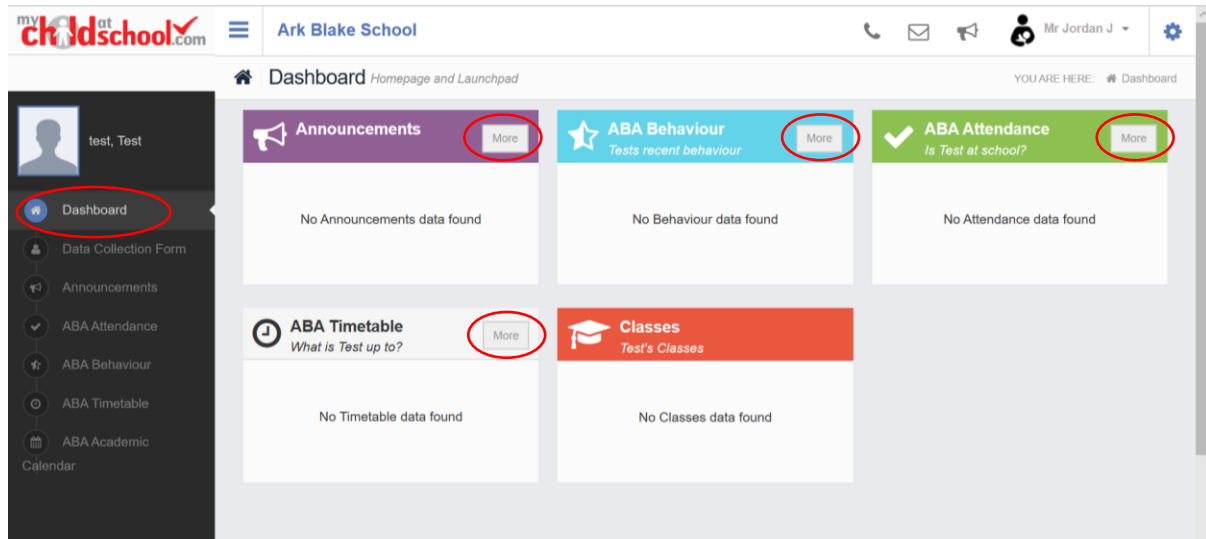 mychildatschool.com
Ark Blake School
Mr Jordan J
Dashboard Homepage and Launchpad
YOU ARE HERE: Dashboard
test, Test
Dashboard
Data Collection Form
Announcements
ABA Attendance
ABA Behaviour
ABA Timetable
ABA Academic
Calendar
Announcements
More
No Announcements data found
ABA Behaviour
Tests recent behaviour
More
No Behaviour data found
ABA Attendance
Is Test at school?
More
No Attendance data found
ABA Timetable
What is Test up to?
More
No Timetable data found
Classes
Test's Classes
No Classes data found